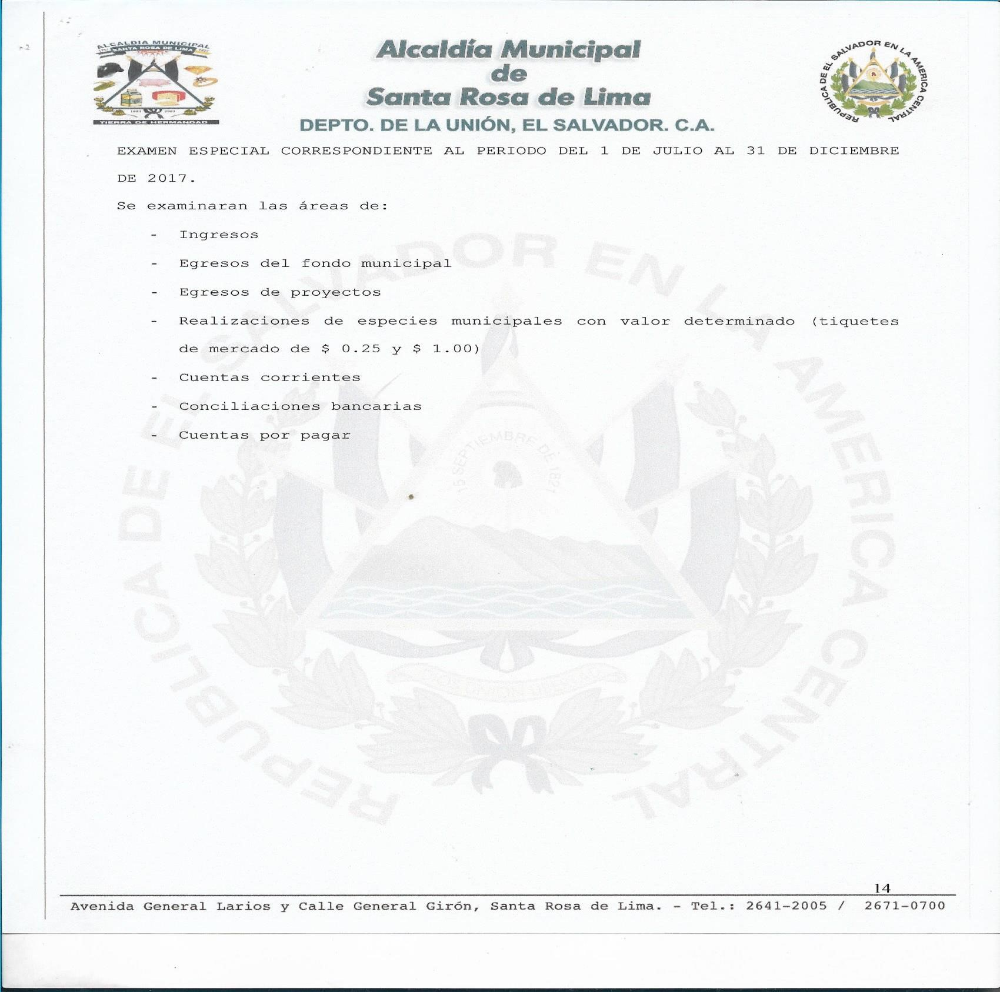 ALCALDIA MUNICIPAL
SANTA ROSA DE LIMA
TIERRA DE HERMANDAD
Alcaldía Municipal
de
Santa Rosa de Lima
DEPTO. DE LA UNIÓN, EL SALVADOR. C.A.
REPUBLICA DE EL SALVADOR EN LA AMERICA CENTRAL
EXAMEN ESPECIAL CORRESPONDIENTE AL PERIODO DEL 1 DE JULIO AL 31 DE DICIEMBRE
DE 2017.
Se examinaran las áreas de:
- Ingresos
- Egresos del fondo municipal
- Egresos de proyectos
- Realizaciones de especies municipales con valor determinado (tiquetes
de mercado de $ 0.25 y $ 1.00)
- Cuentas corrientes
- Conciliaciones bancarias
- Cuentas por pagar
REPUBLICA DE EL SALVADOR EN LA AMERICA CENTRAL
15 SEPTIEMBRE DE 1821
14
Avenida General Larios y Calle General Girón, Santa Rosa de Lima. - Tel.: 2641-2005 / 2671-0700